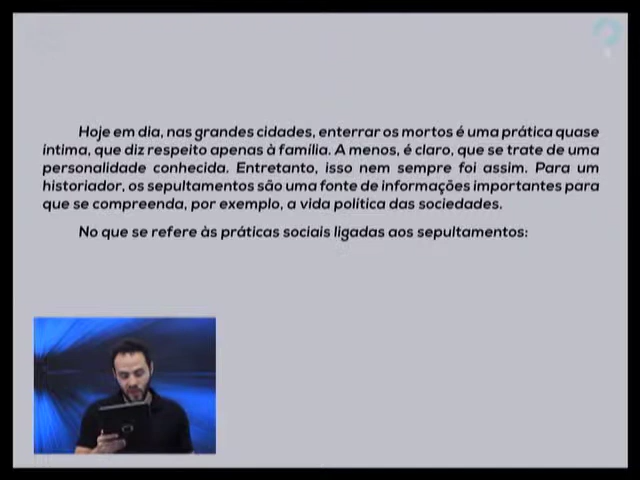 Hoje em dia, nas grandes cidades, enterrar os mortos é uma prática quase
íntima, que diz respeito apenas à família. A menos, é claro, que se trate de uma
personalidade conhecida. Entretanto, isso nem sempre foi assim. Para um
historiador, os sepultamentos são uma fonte de informações importantes para
que se compreenda, por exemplo, a vida política das sociedades.
No que se refere às práticas sociais ligadas aos sepultamentos: